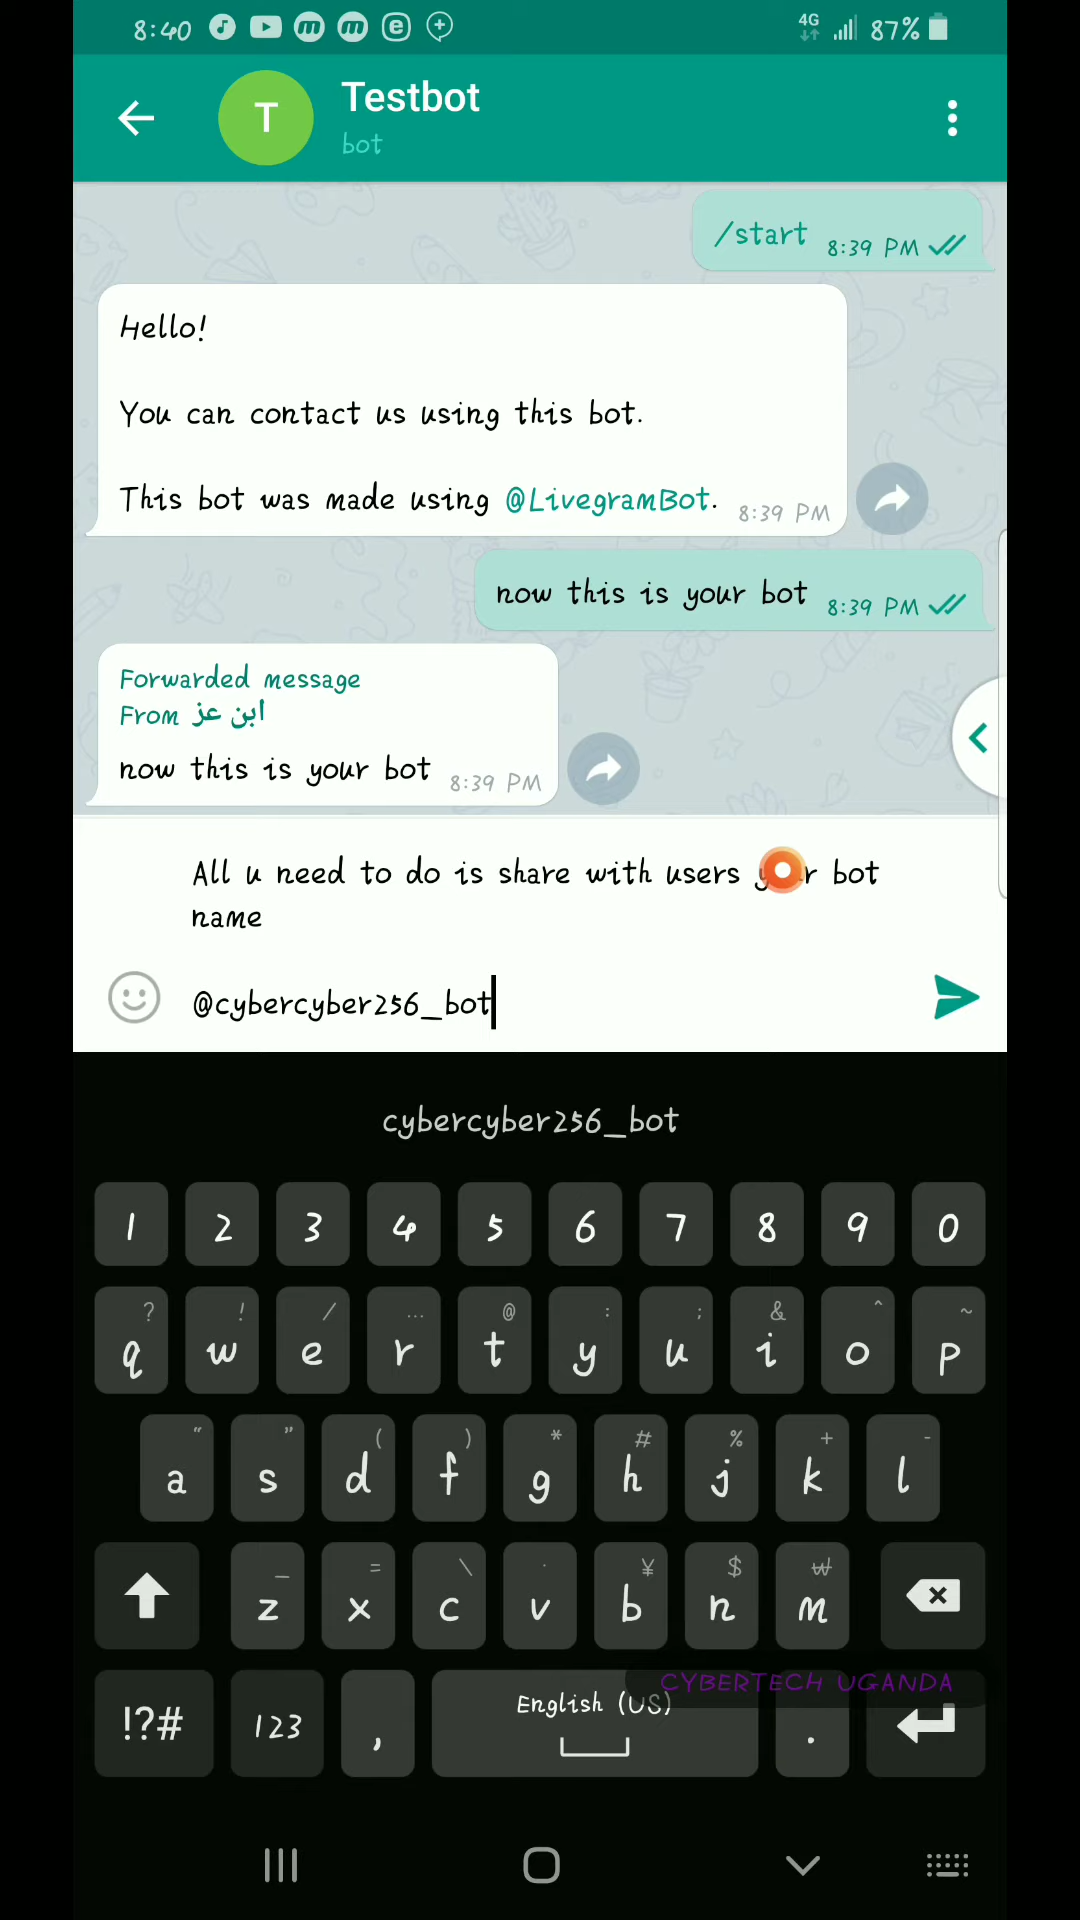 8:40
4G
87%
T
Testbot
bot
/start 8:39 PM
Hello!
You can contact us using this bot.
This bot was made using @LivegramBot. 8:39 PM
now this is your bot 8:39 PM
Forwarded message
From ابن عز
now this is your bot 8:39 PM
All u need to do is share with users r bot
name
@cybercyber256_bot
cybercyber256_bot
1 2 3 4 5 6 7 8 9 0
? ! / ... @ : ; & ^ ~
q w e r t y u i o p
" " ( ) * # % + -
a s d f g h j k l
_ = \ · ¥ $ ₩
z x c v b n m
CYBERTECH UGANDA
!?# 123 , English (US) .